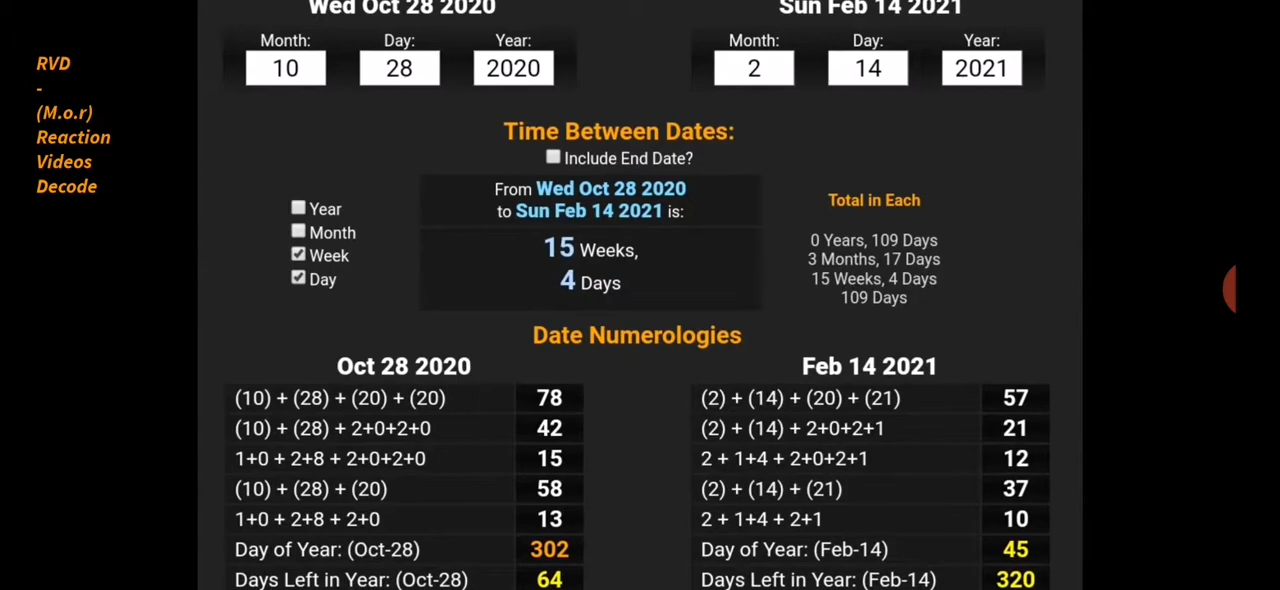 Wed Oct 28 2020
Sun Feb 14 2021
Month: Day: Year:
10 28 2020
Month: Day: Year:
2 14 2021
RVD
-
(M.o.r)
Reaction
Videos
Decode
Time Between Dates:
Include End Date?
Year
Month
Week
Day
From Wed Oct 28 2020
to Sun Feb 14 2021 is:
15 Weeks,
4 Days
Total in Each
0 Years, 109 Days
3 Months, 17 Days
15 Weeks, 4 Days
109 Days
Date Numerologies
Oct 28 2020
(10) + (28) + (20) + (20) 78
(10) + (28) + 2+0+2+0 42
1+0 + 2+8 + 2+0+2+0 15
(10) + (28) + (20) 58
1+0 + 2+8 + 2+0 13
Day of Year: (Oct-28) 302
Days Left in Year: (Oct-28) 64
Feb 14 2021
(2) + (14) + (20) + (21) 57
(2) + (14) + 2+0+2+1 21
2 + 1+4 + 2+0+2+1 12
(2) + (14) + (21) 37
2 + 1+4 + 2+1 10
Day of Year: (Feb-14) 45
Days Left in Year: (Feb-14) 320